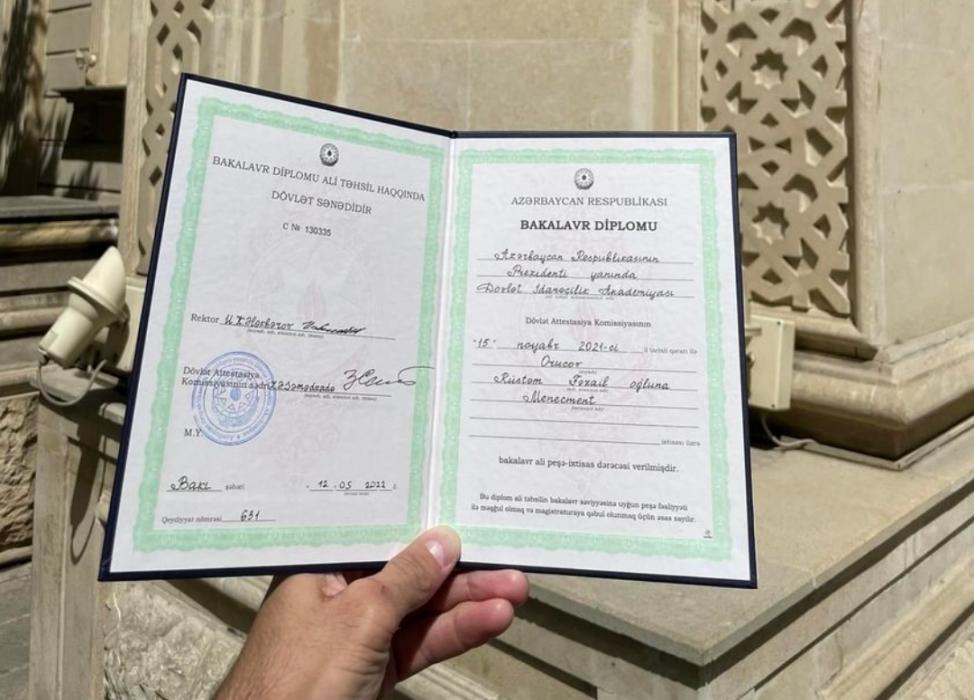 BAKALAVR DİPLOMU ALİ TƏHSİL HAQQINDA
DÖVLƏT SƏNƏDİDİR
C № 130335
Rektor
Dövlət Attestasiya
Komissiyasının sədri
M.Y.
Bakı şəhəri
12 .05 2022
Qeydiyyat nömrəsi 631
AZƏRBAYCAN RESPUBLİKASI
BAKALAVR DİPLOMU
Azərbaycan Respublikasının
Prezidenti yanında
Dövlət İdarəçilik Akademiyası
Dövlət Attestasiya Komissiyasının
"15" noyabr 2021-ci il tarixli qərarı ilə
Orucov
Rüstəm Fəzail oğluna
Menecment
ixtisası üzrə
bakalavr ali peşə-ixtisas dərəcəsi verilmişdir.
Bu diplom ali təhsilin bakalavr səviyyəsinə uyğun peşə fəaliyyəti
ilə məşğul olmaq və magistraturaya qəbul olunmaq üçün əsas sayılır.